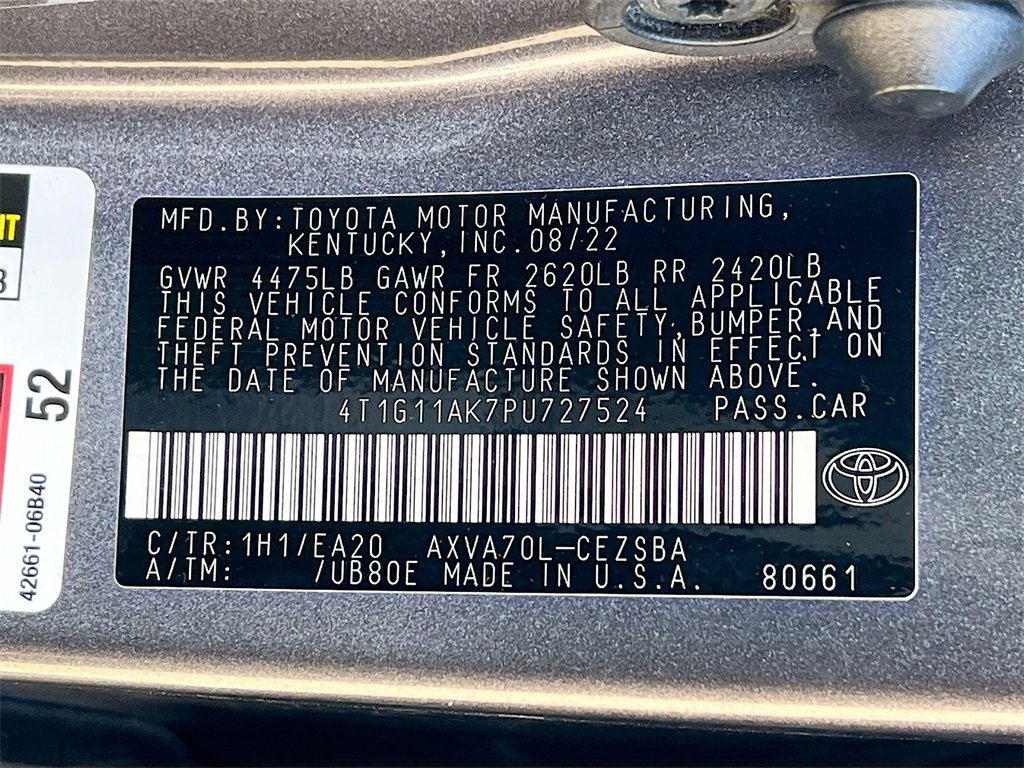 MFD.BY:TOYOTA MOTOR MANUFACTURING,
KENTUCKY,INC.08/22
GVWR 4475LB GAWR FR 2620LB RR 2420LB
THIS VEHICLE CONFORMS TO ALL APPLICABLE
FEDERAL MOTOR VEHICLE SAFETY,BUMPER,AND
THEFT PREVENTION STANDARDS IN EFFECT ON
THE DATE OF MANUFACTURE SHOWN ABOVE.
4T1G11AK7PU727524 PASS.CAR
C/TR:1H1/EA20 AXVA70L-CEZSBA
A/TM: /UB80E MADE IN U.S.A. 80661
52
42661-06B40